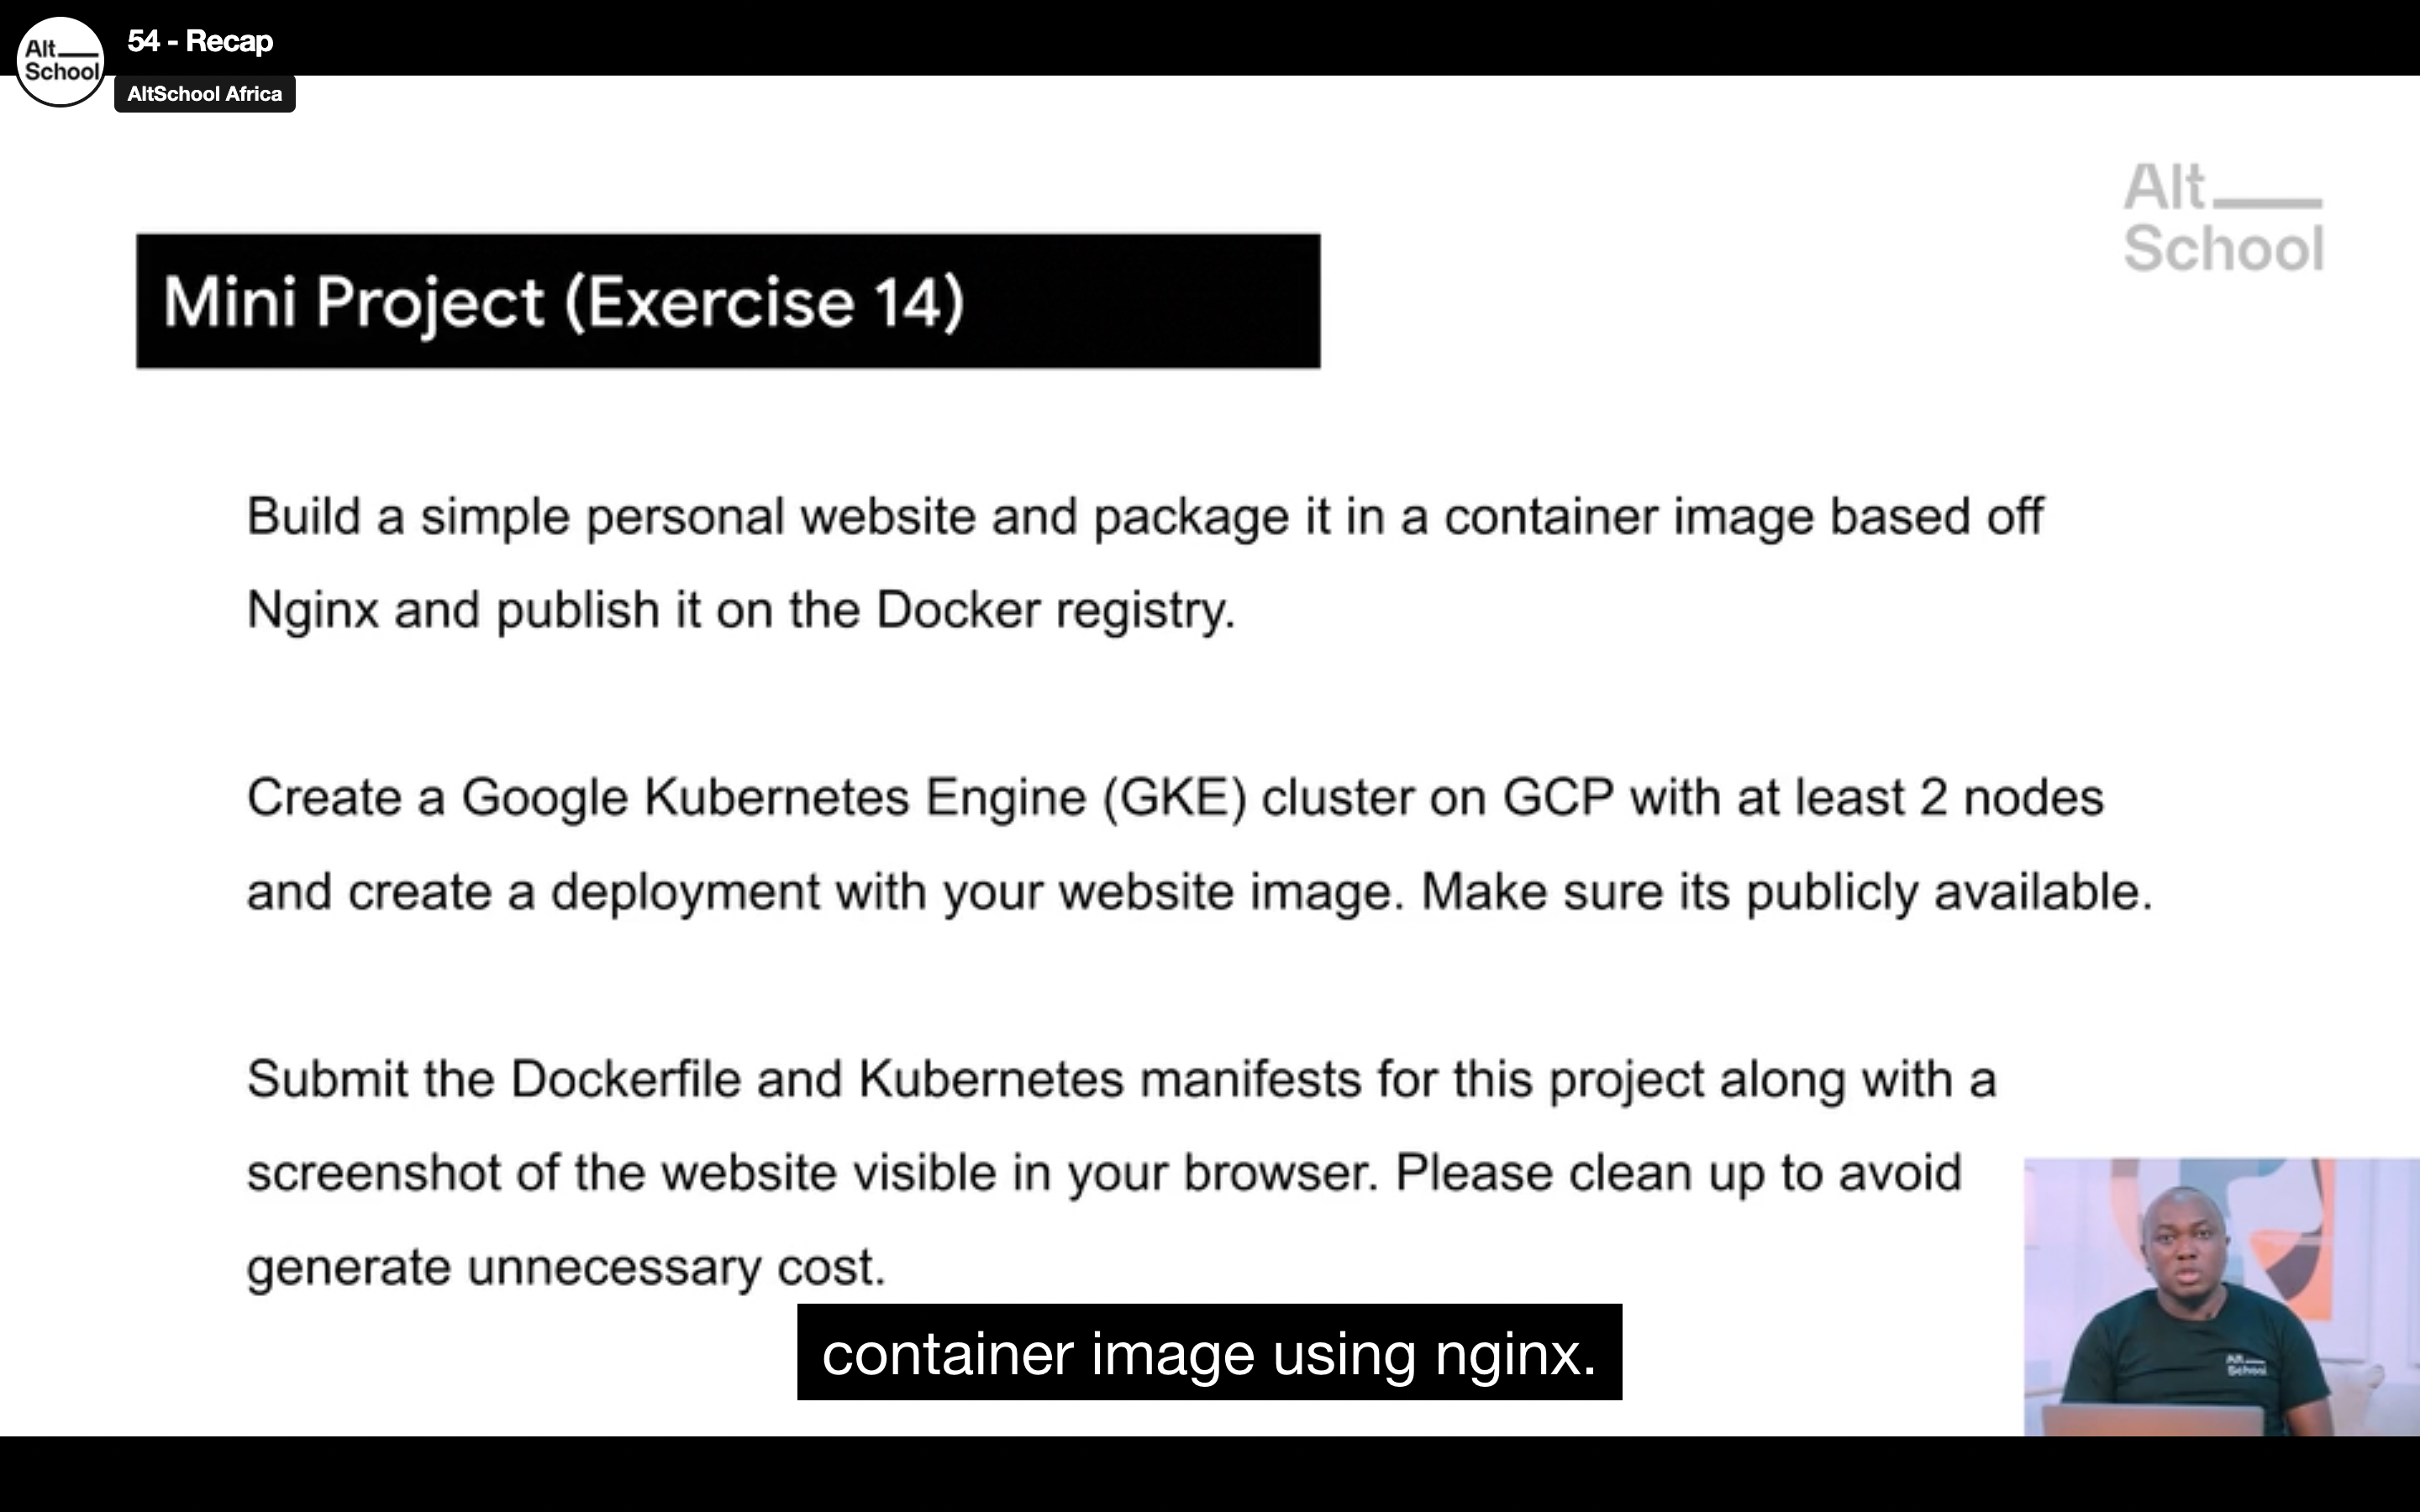 Alt
School
54 - Recap
AltSchool Africa
Alt
School
Mini Project (Exercise 14)
Build a simple personal website and package it in a container image based off
Nginx and publish it on the Docker registry.
Create a Google Kubernetes Engine (GKE) cluster on GCP with at least 2 nodes
and create a deployment with your website image. Make sure its publicly available.
Submit the Dockerfile and Kubernetes manifests for this project along with a
screenshot of the website visible in your browser. Please clean up to avoid
generate unnecessary cost.
container image using nginx.
Alt
School